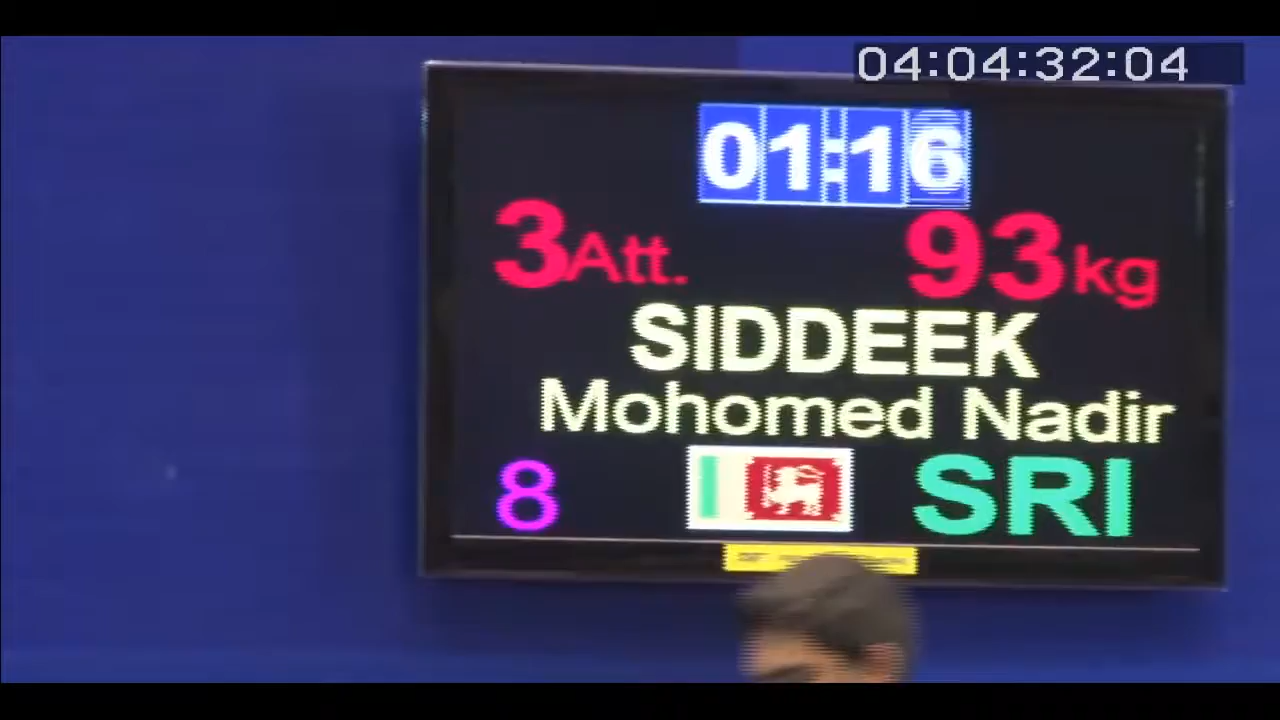 04:04:32:04
01:16
3Att. 93kg
SIDDEEK
Mohomed Nadir
8 SRI